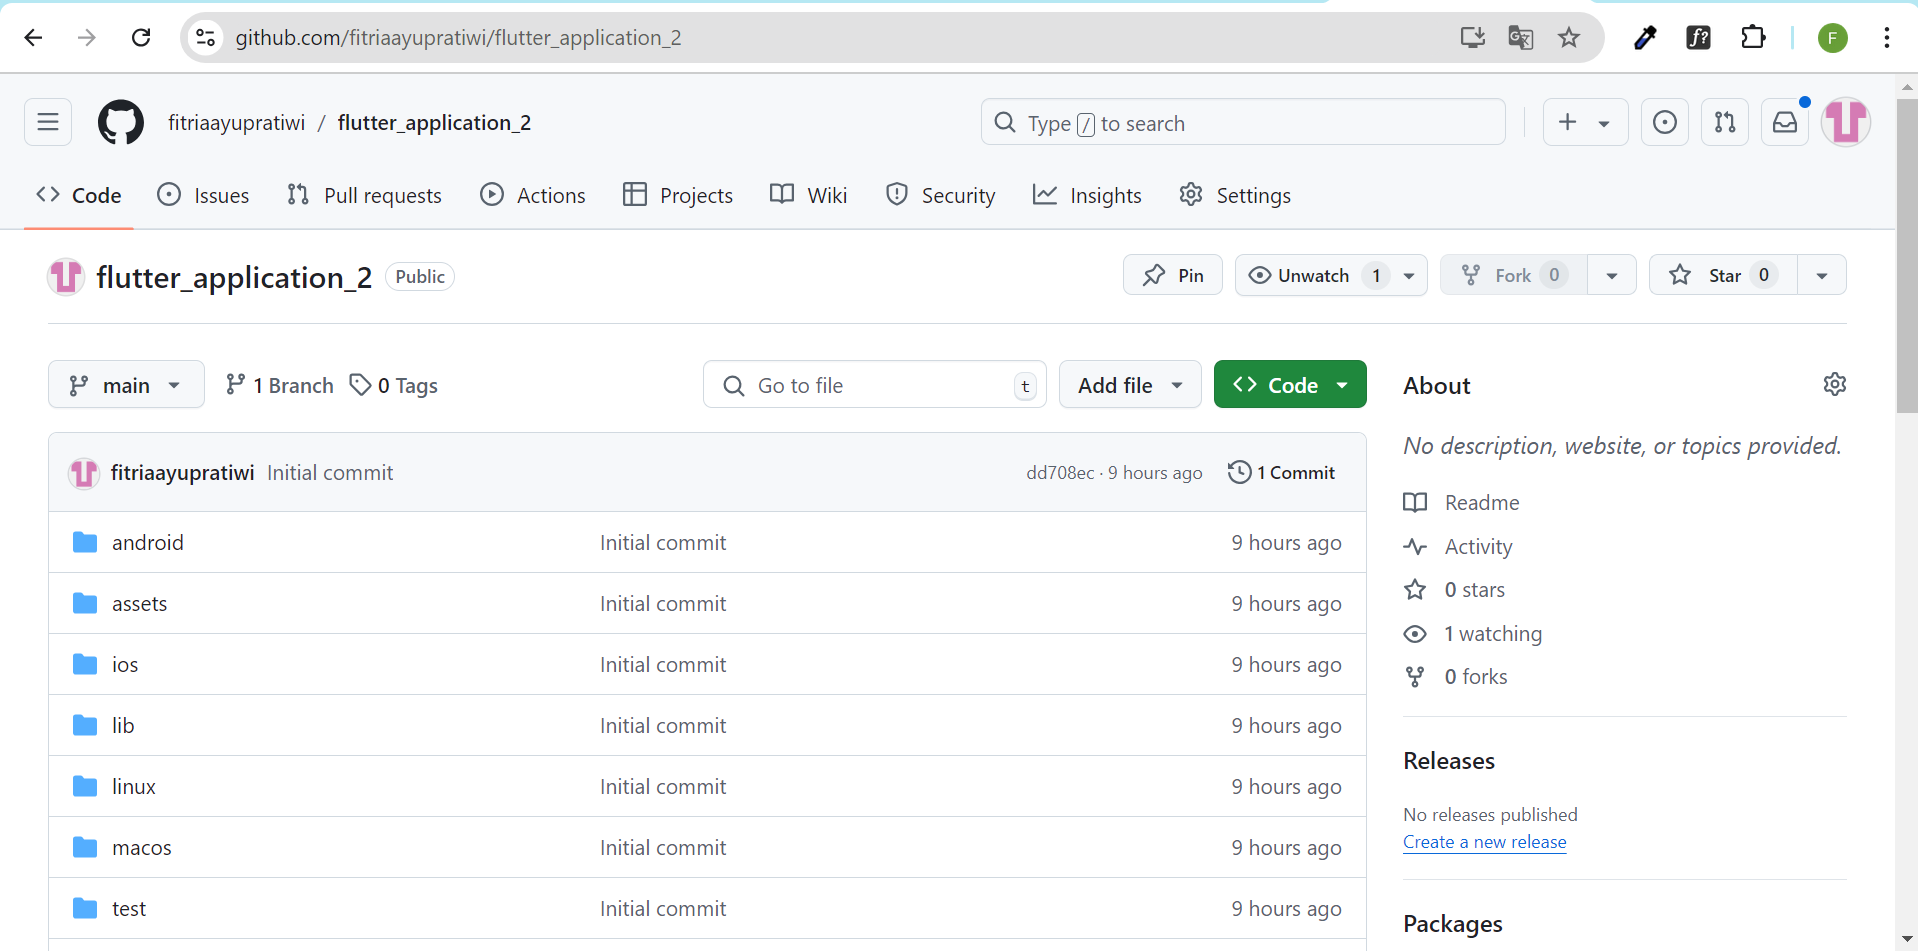 github.com/fitriaayupratiwi/flutter_application_2
f?
F
fitriaayupratiwi / flutter_application_2
Type / to search
Code Issues Pull requests Actions Projects Wiki Security Insights Settings
flutter_application_2 Public
Pin Unwatch 1 Fork 0 Star 0
main 1 Branch 0 Tags Go to file t Add file Code
About
No description, website, or topics provided.
fitriaayupratiwi Initial commit dd708ec · 9 hours ago 1 Commit
Readme
android Initial commit 9 hours ago
Activity
assets Initial commit 9 hours ago
0 stars
1 watching
ios Initial commit 9 hours ago
0 forks
lib Initial commit 9 hours ago
Releases
linux Initial commit 9 hours ago
No releases published
Create a new release
macos Initial commit 9 hours ago
test Initial commit 9 hours ago
Packages